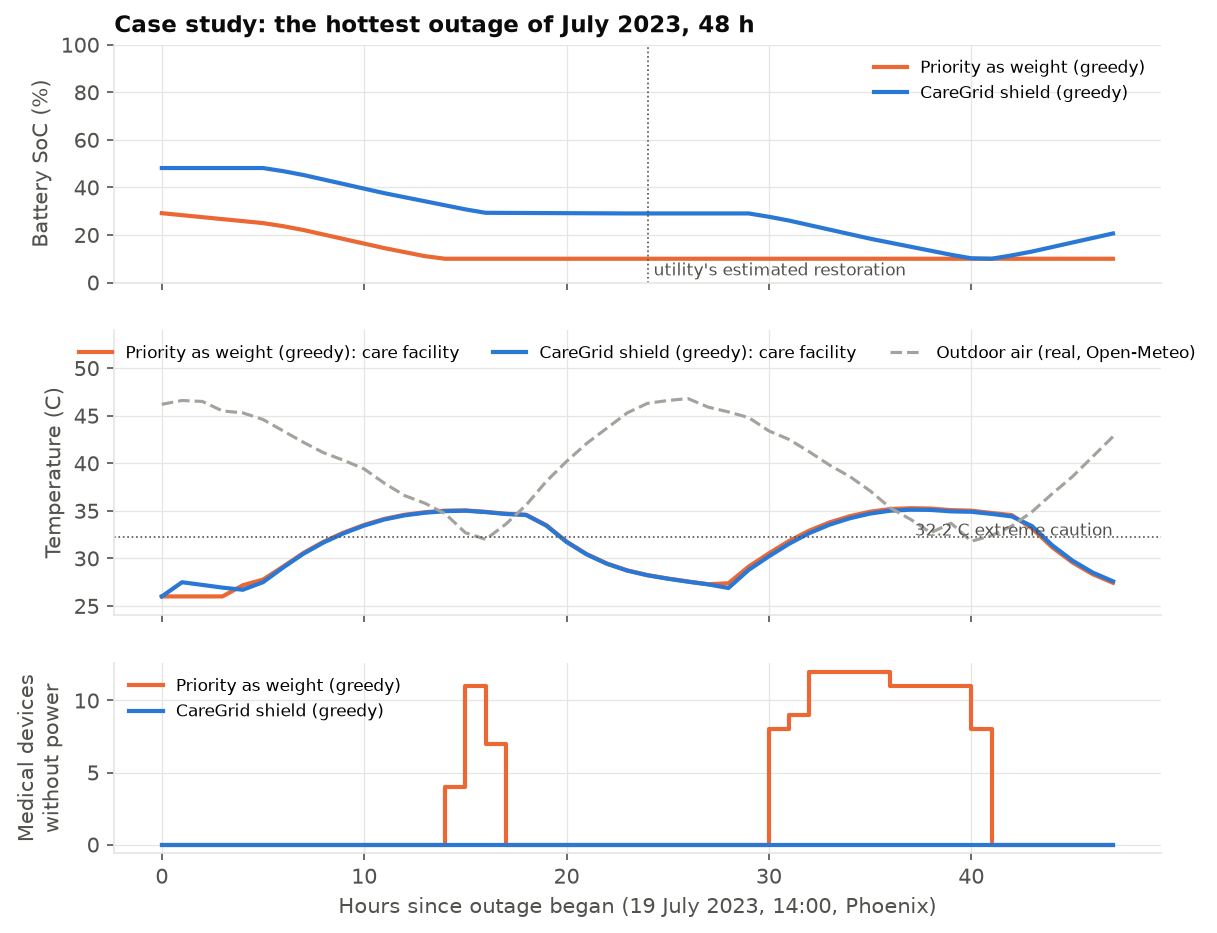 Case study: the hottest outage of July 2023, 48 h
Battery SoC (%)
100
80
60
40
20
0
Priority as weight (greedy)
CareGrid shield (greedy)
utility's estimated restoration
Temperature (C)
Priority as weight (greedy): care facility
CareGrid shield (greedy): care facility
Outdoor air (real, Open-Meteo)
50
45
40
35
30
25
32.2 C extreme caution
Medical devices
without power
Priority as weight (greedy)
CareGrid shield (greedy)
10
5
0
0 10 20 30 40
Hours since outage began (19 July 2023, 14:00, Phoenix)